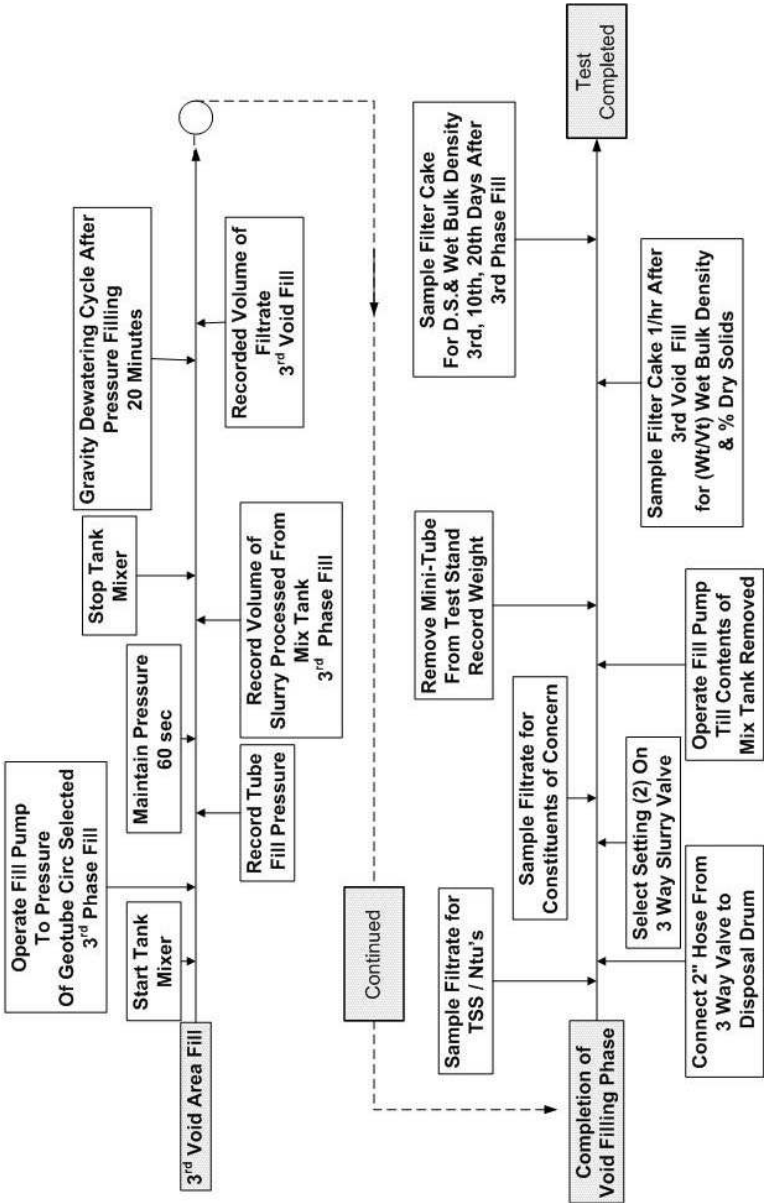 3rd Void Area Fill
Start Tank
Mixer
Operate Fill Pump
To Pressure
Of Geotube Circ Selected
3rd Phase Fill
Record Tube
Fill Pressure
Maintain Pressure
60 sec
Record Volume of
Slurry Processed From
Mix Tank
3rd Phase Fill
Stop Tank
Mixer
Gravity Dewatering Cycle After
Pressure Filling
20 Minutes
Recorded Volume of
Filtrate
3rd Void Fill
Continued
Completion of
Void Filling Phase
Sample Filtrate for
TSS / Ntu's
Connect 2" Hose From
3 Way Valve to
Disposal Drum
Select Setting (2) On
3 Way Slurry Valve
Sample Filtrate for
Constituents of Concern
Operate Fill Pump
Till Contents of
Mix Tank Removed
Remove Mini-Tube
From Test Stand
Record Weight
Sample Filter Cake 1/hr After
3rd Void Fill
for (Wt/Vt) Wet Bulk Density
& % Dry Solids
Sample Filter Cake
For D.S.& Wet Bulk Density
3rd, 10th, 20th Days After
3rd Phase Fill
Test
Completed